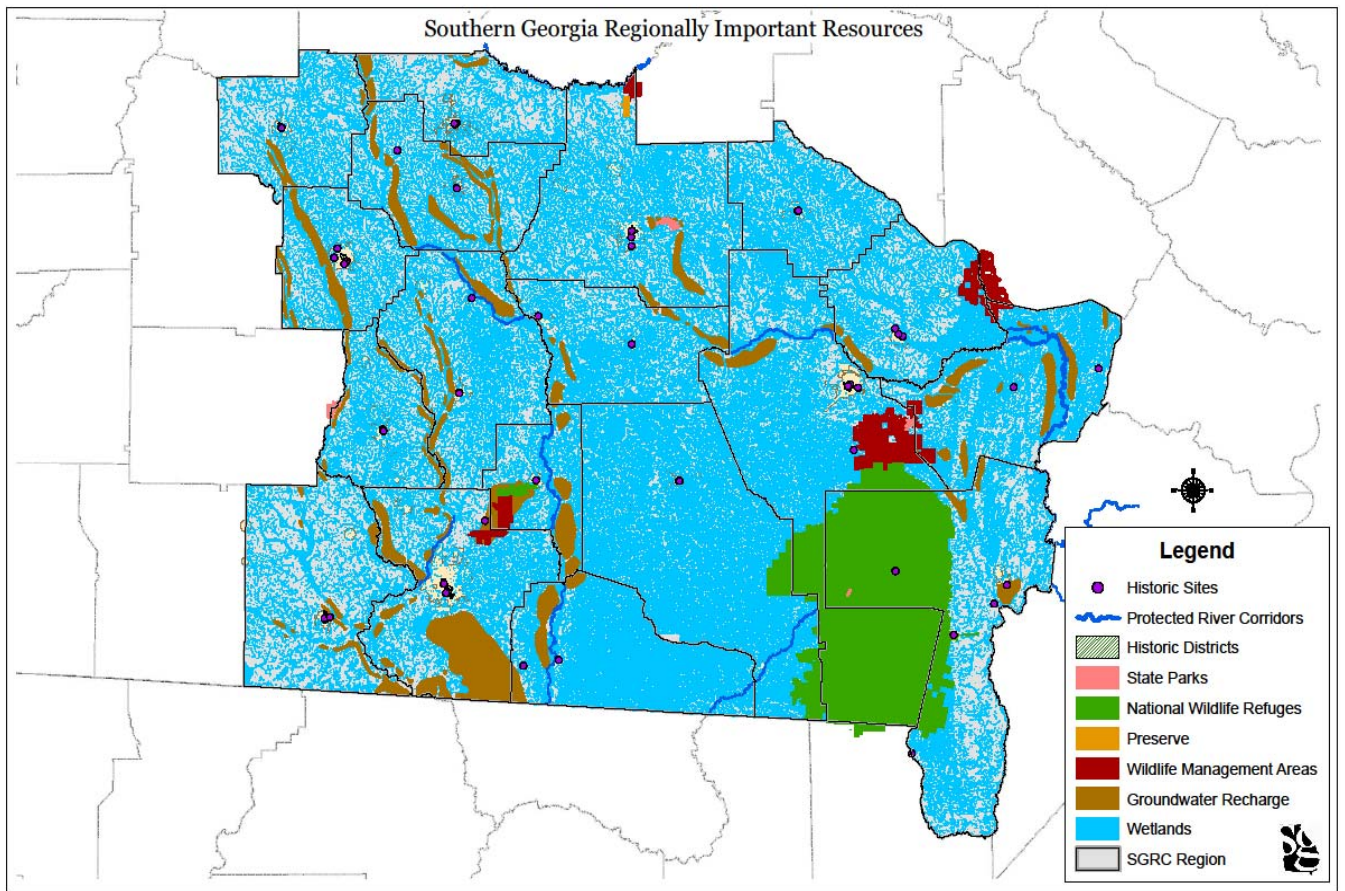 Southern Georgia Regionally Important Resources
Legend
Historic Sites
Protected River Corridors
Historic Districts
State Parks
National Wildlife Refuges
Preserve
Wildlife Management Areas
Groundwater Recharge
Wetlands
SGRC Region